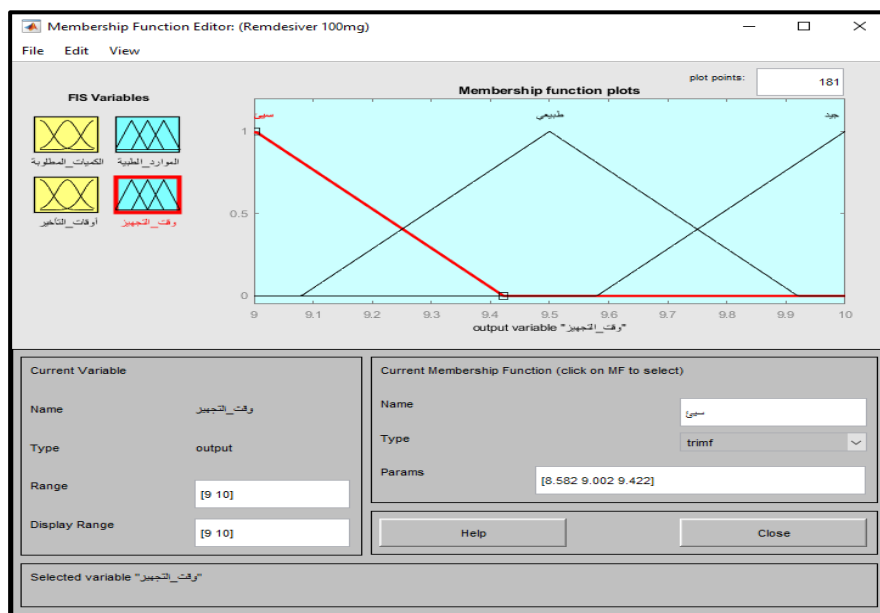 Membership Function Editor: (Remdesiver 100mg)
File Edit View
FIS Variables
الكميات_المطلوبة
الموارد_الطبية
أوقات_التأخير
وقت_التجهيز
plot points: 181
Membership function plots
سيئ
طبيعي
جيد
1
0.5
0
9 9.1 9.2 9.3 9.4 9.5 9.6 9.7 9.8 9.9 10
output variable "وقت_التجهيز"
Current Variable
Name وقت_التجهيز
Type output
Range [9 10]
Display Range [9 10]
Current Membership Function (click on MF to select)
Name سيئ
Type trimf
Params [8.582 9.002 9.422]
Help Close
Selected variable "وقت_التجهيز"